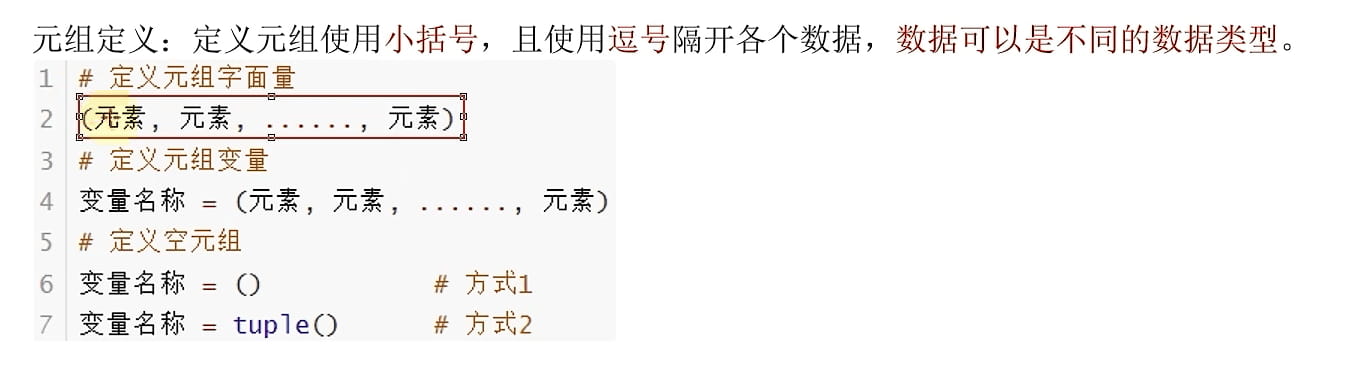 元组定义：定义元组使用小括号，且使用逗号隔开各个数据，数据可以是不同的数据类型。
1 # 定义元组字面量
2 (元素, 元素, ......, 元素)
3 # 定义元组变量
4 变量名称 = (元素, 元素, ......, 元素)
5 # 定义空元组
6 变量名称 = () # 方式1
7 变量名称 = tuple() # 方式2